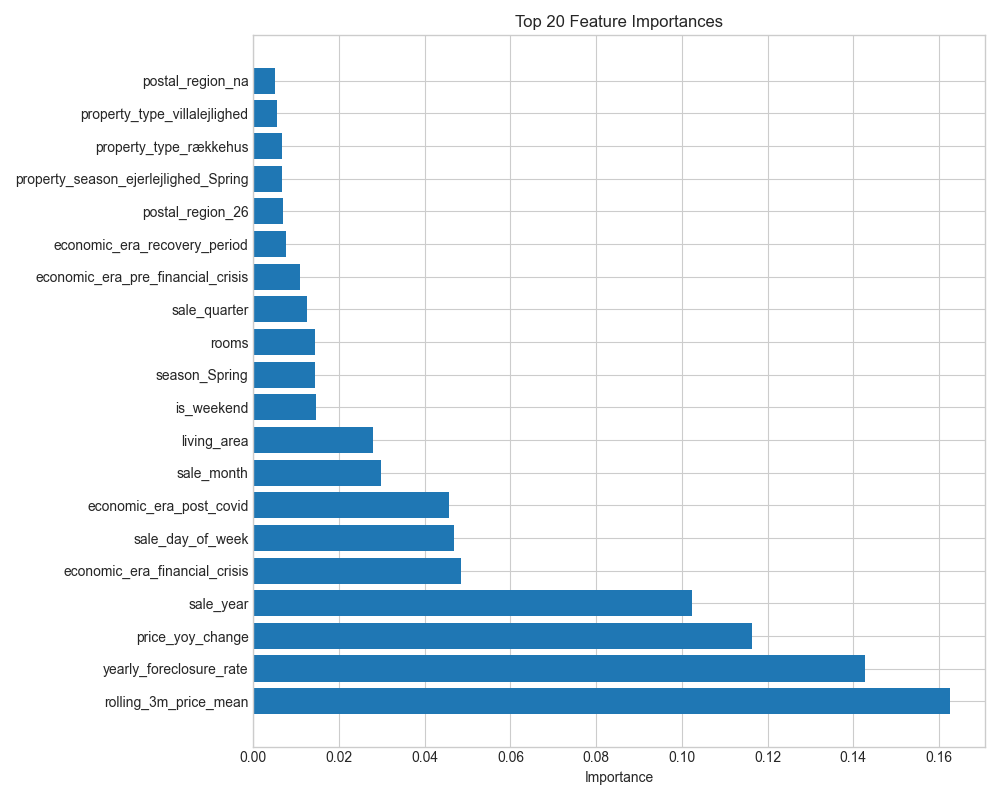 Top 20 Feature Importances
postal_region_na
property_type_villalejlighed
property_type_rækkehus
property_season_ejerlejlighed_Spring
postal_region_26
economic_era_recovery_period
economic_era_pre_financial_crisis
sale_quarter
rooms
season_Spring
is_weekend
living_area
sale_month
economic_era_post_covid
sale_day_of_week
economic_era_financial_crisis
sale_year
price_yoy_change
yearly_foreclosure_rate
rolling_3m_price_mean
0.00 0.02 0.04 0.06 0.08 0.10 0.12 0.14 0.16
Importance